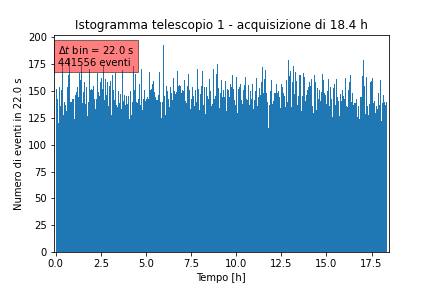 Istogramma telescopio 1 - acquisizione di 18.4 h
Δt bin = 22.0 s
441556 eventi
Numero di eventi in 22.0 s
200
175
150
125
100
75
50
25
0
0.0 2.5 5.0 7.5 10.0 12.5 15.0 17.5
Tempo [h]